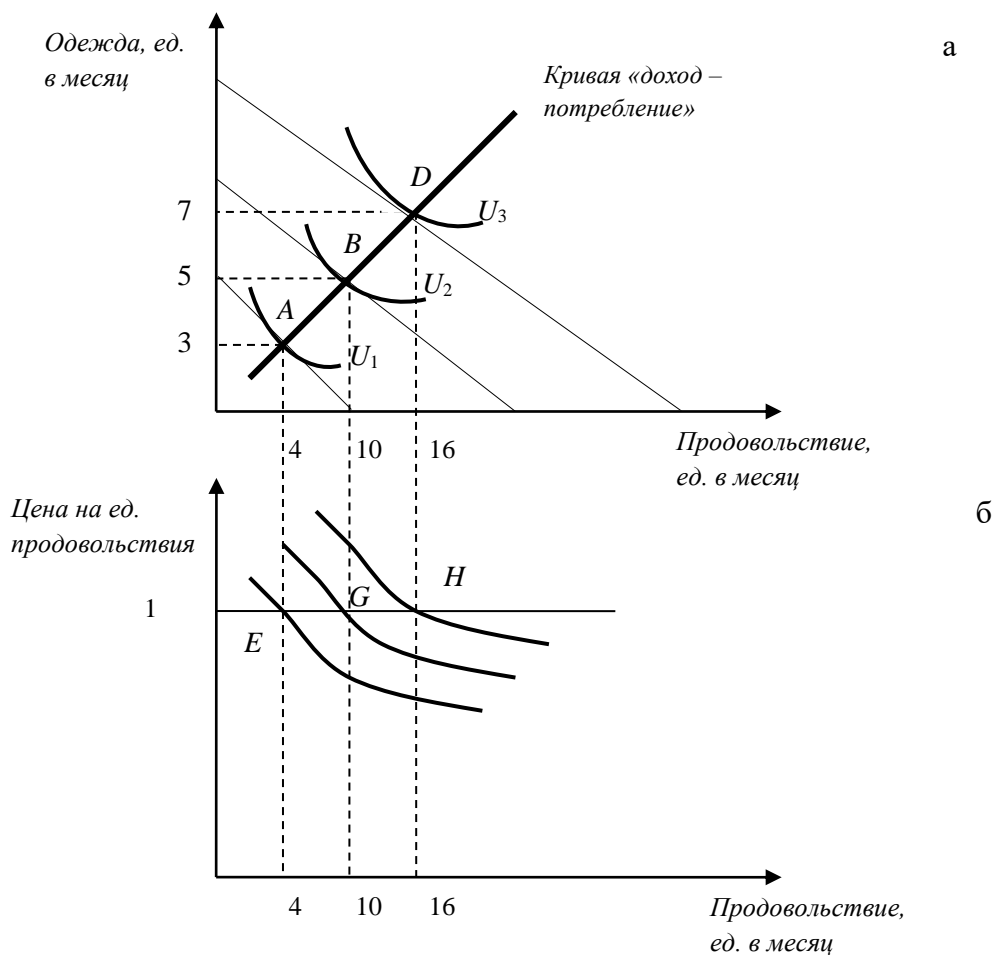 Одежда, ед.
в месяц
а
Кривая «доход –
потребление»
D
7
U3
B
5
U2
A
3
U1
4 10 16
Продовольствие,
ед. в месяц
Цена на ед.
продовольствия
б
H
G
1
E
4 10 16
Продовольствие,
ед. в месяц